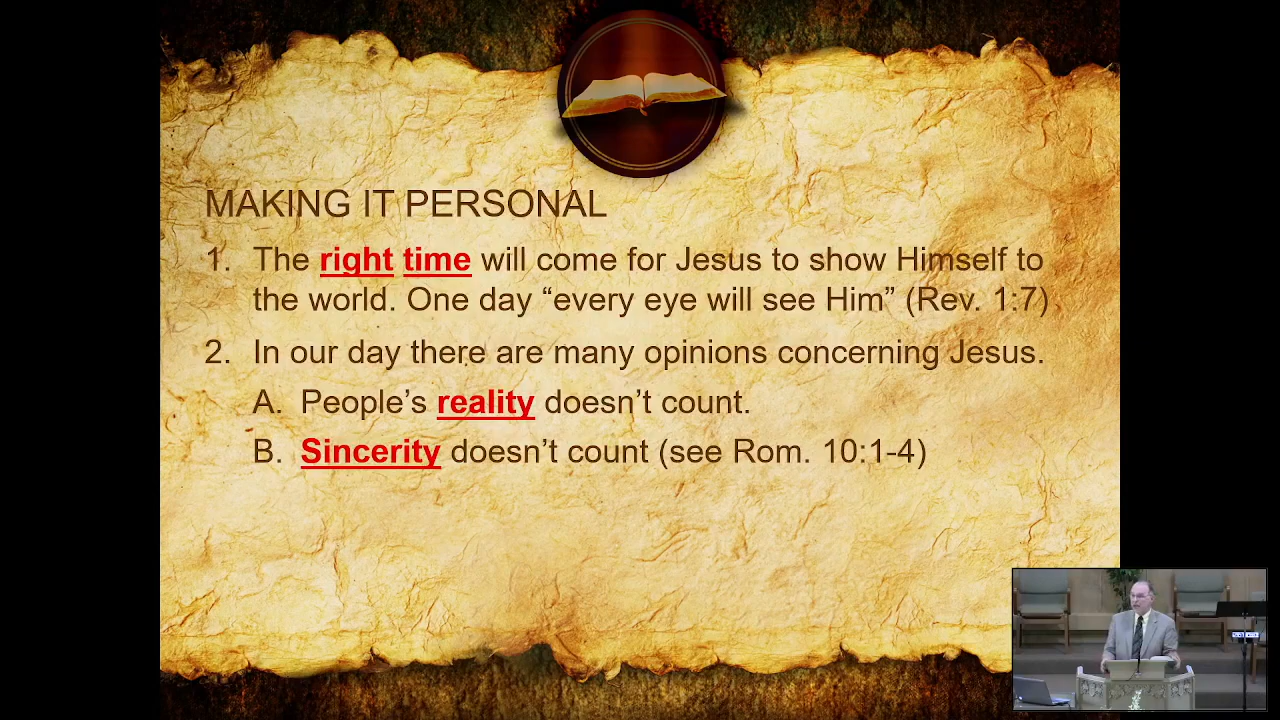 MAKING IT PERSONAL
1. The right time will come for Jesus to show Himself to
the world. One day “every eye will see Him” (Rev. 1:7)
2. In our day there are many opinions concerning Jesus.
A. People’s reality doesn’t count.
B. Sincerity doesn’t count (see Rom. 10:1-4)